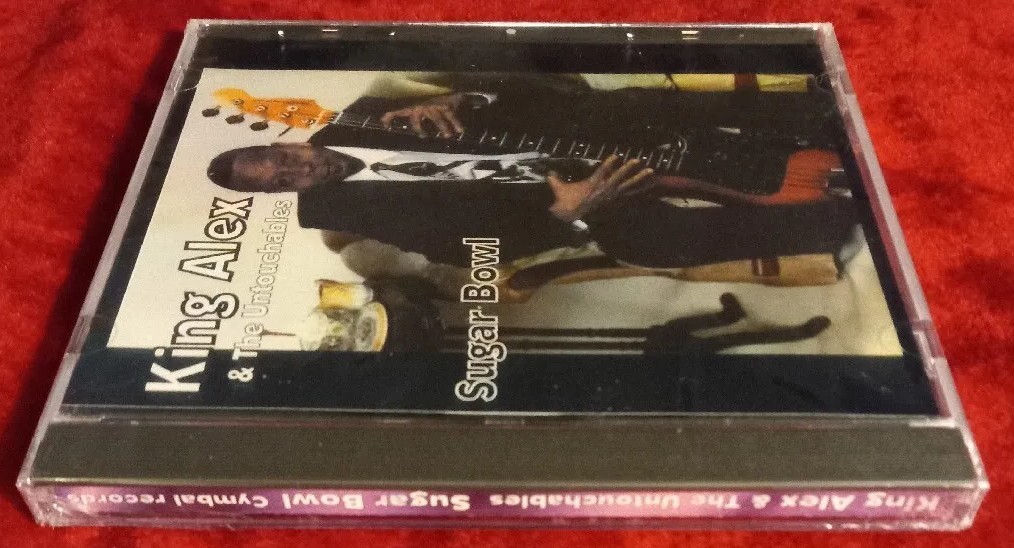 King Alex
& The Untouchables
Sugar Bowl
King Alex & The Untouchables Sugar Bowl Cymbal records